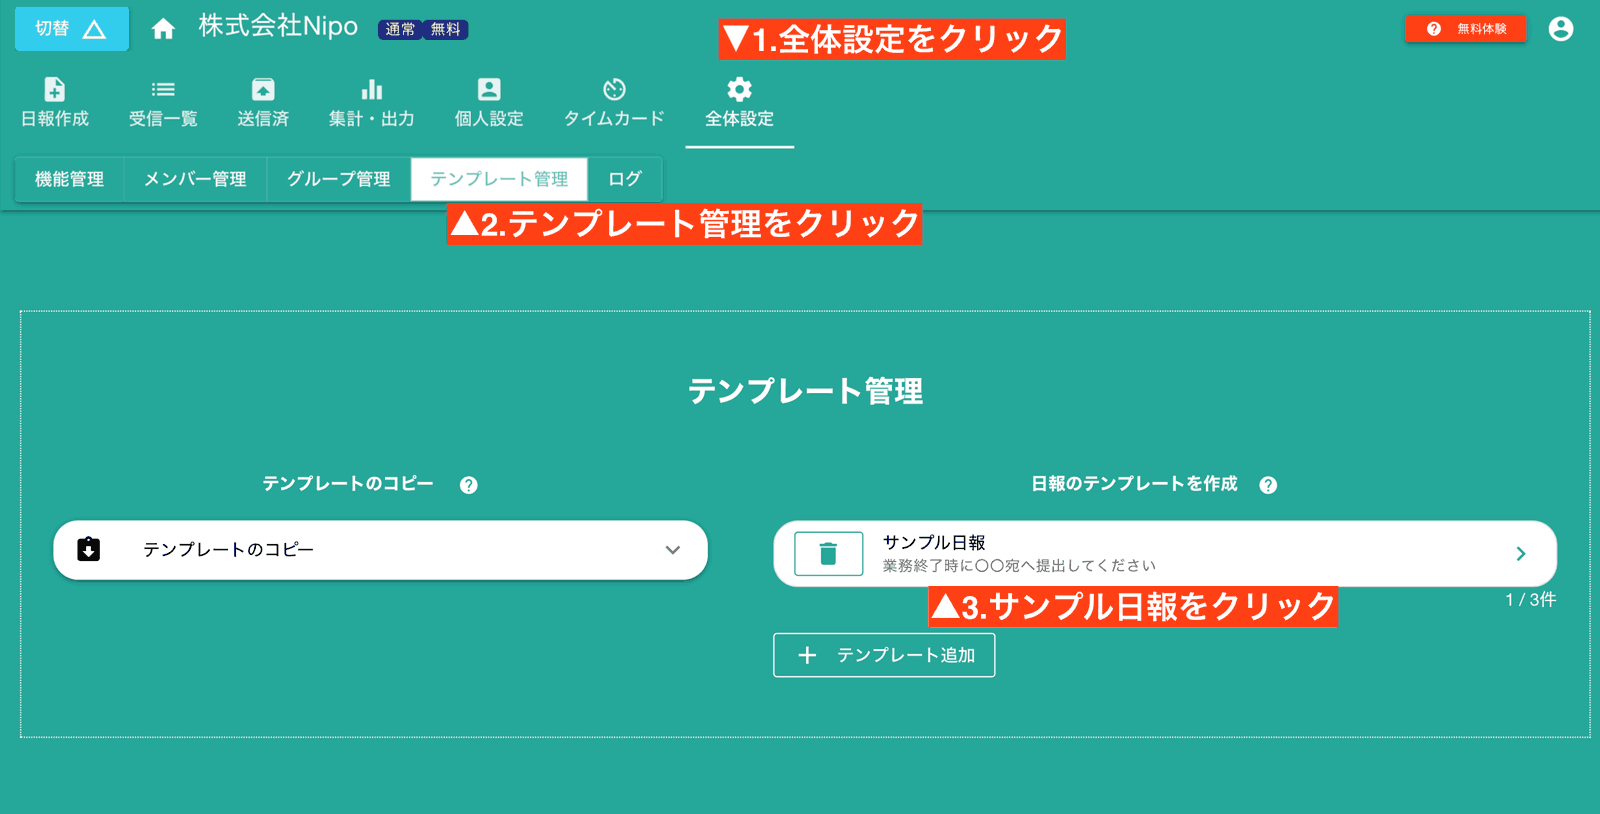 切替 株式会社Nipo 通常 無料 無料体験
▼1.全体設定をクリック
日報作成 受信一覧 送信済 集計・出力 個人設定 タイムカード 全体設定
機能管理 メンバー管理 グループ管理 テンプレート管理 ログ
▲2.テンプレート管理をクリック
テンプレート管理
テンプレートのコピー
テンプレートのコピー
日報のテンプレートを作成
サンプル日報
業務終了時に〇〇宛へ提出してください
▲3.サンプル日報をクリック
1 / 3件
テンプレート追加